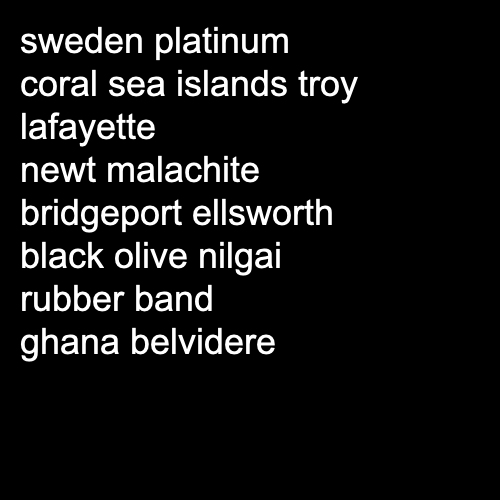 sweden platinum
coral sea islands troy
lafayette
newt malachite
bridgeport ellsworth
black olive nilgai
rubber band
ghana belvidere